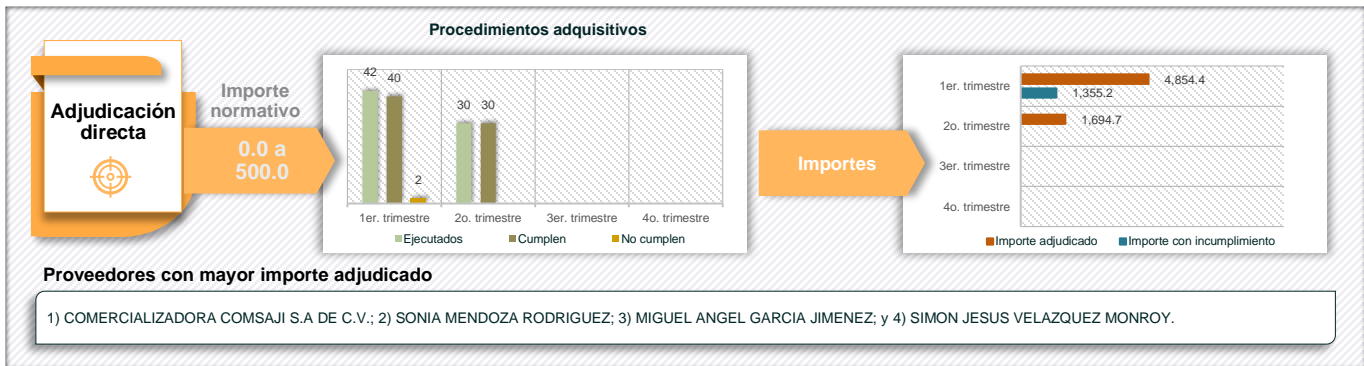 Procedimientos adquisitivos
Adjudicación
directa
Importe
normativo
0.0 a
500.0
42
40
2
30
30
1er. trimestre
2o. trimestre
3er. trimestre
4o. trimestre
Ejecutados
Cumplen
No cumplen
Importes
1er. trimestre
4,854.4
1,355.2
2o. trimestre
1,694.7
3er. trimestre
4o. trimestre
Importe adjudicado
Importe con incumplimiento
Proveedores con mayor importe adjudicado
1) COMERCIALIZADORA COMSAJI S.A DE C.V.; 2) SONIA MENDOZA RODRIGUEZ; 3) MIGUEL ANGEL GARCIA JIMENEZ; y 4) SIMON JESUS VELAZQUEZ MONROY.